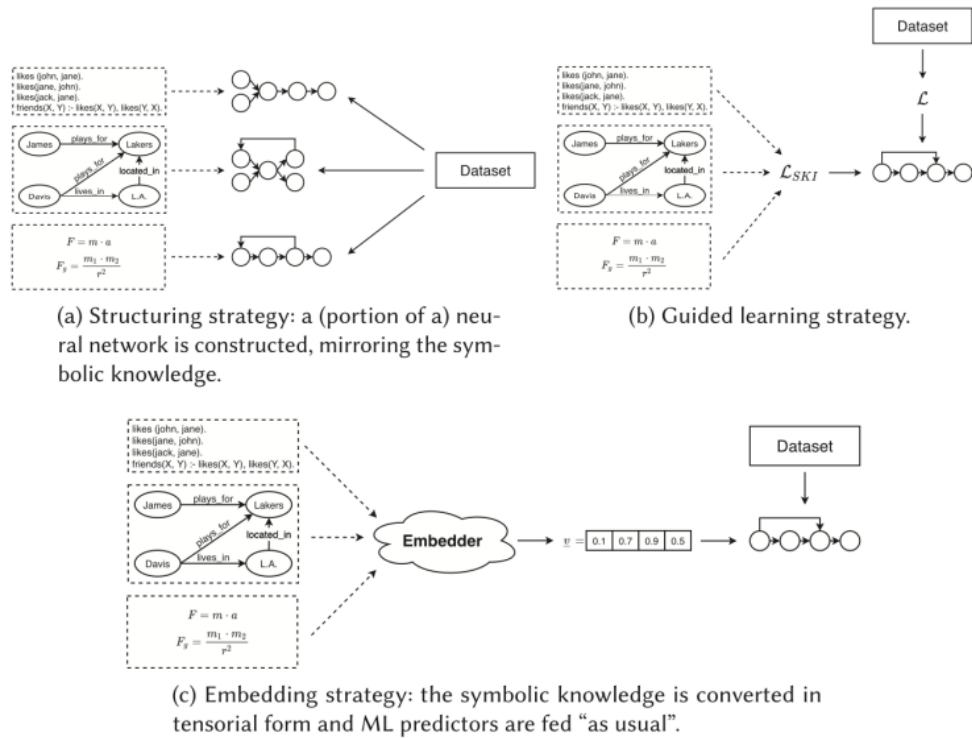 likes (john, jane).
likes(jane, john).
likes(jack, jane).
friends(X, Y) :- likes(X, Y), likes(Y, X).
James plays_for Lakers
plays_for located_in
Davis lives_in L.A.
F = m · a
F_g = \frac{m_1 · m_2}{r^2}
Dataset
(a) Structuring strategy: a (portion of a) neu-
ral network is constructed, mirroring the sym-
bolic knowledge.
Dataset
ℒ
likes (john, jane).
likes(jane, john).
likes(jack, jane).
friends(X, Y) :- likes(X, Y), likes(Y, X).
James plays_for Lakers
plays_for located_in
Davis lives_in L.A.
F = m · a
F_g = \frac{m_1 · m_2}{r^2}
ℒ_{SKI}
(b) Guided learning strategy.
likes (john, jane).
likes(jane, john).
likes(jack, jane).
friends(X, Y) :- likes(X, Y), likes(Y, X).
James plays_for Lakers
plays_for located_in
Davis lives_in L.A.
F = m · a
F_g = \frac{m_1 · m_2}{r^2}
Embedder
v = 0.1 0.7 0.9 0.5
Dataset
(c) Embedding strategy: the symbolic knowledge is converted in
tensorial form and ML predictors are fed “as usual”.